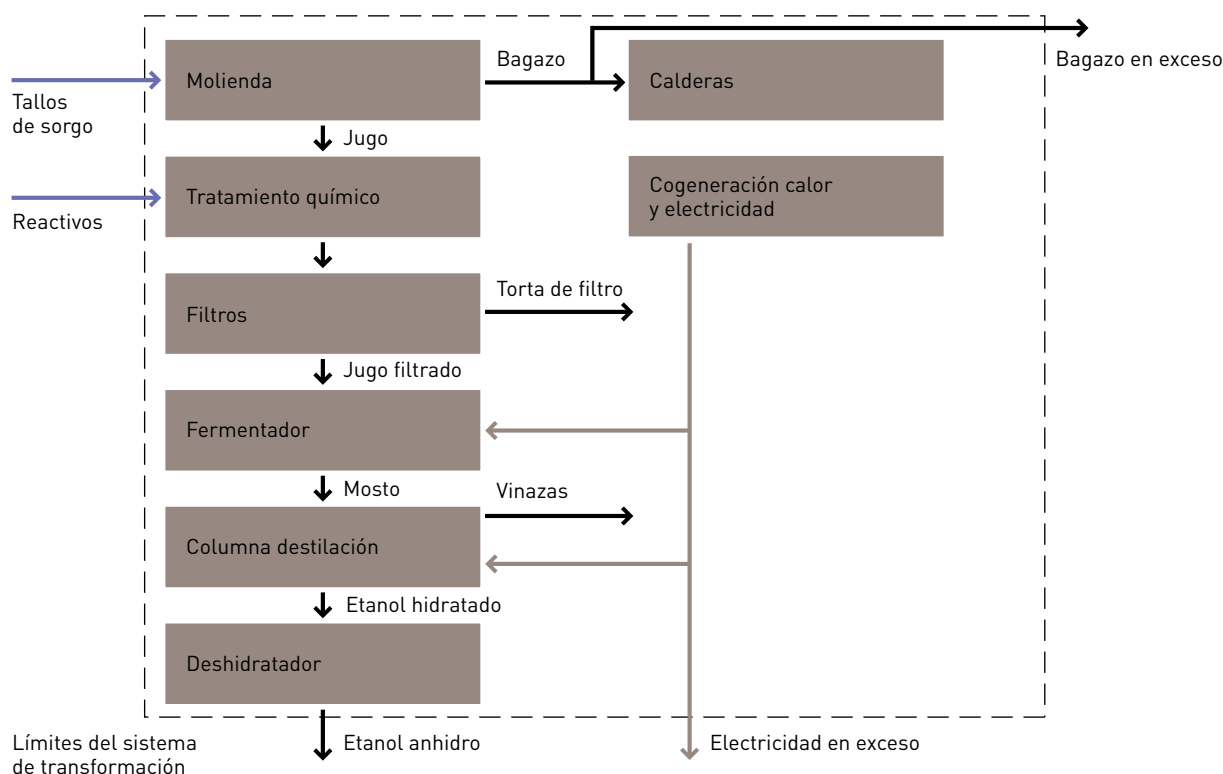 Bagazo
Bagazo en exceso
Molienda
Calderas
Tallos
de sorgo
Jugo
Tratamiento químico
Cogeneración calor
y electricidad
Reactivos
Torta de filtro
Filtros
Jugo filtrado
Fermentador
Mosto
Vinazas
Columna destilación
Etanol hidratado
Deshidratador
Límites del sistema
de transformación
Etanol anhidro
Electricidad en exceso